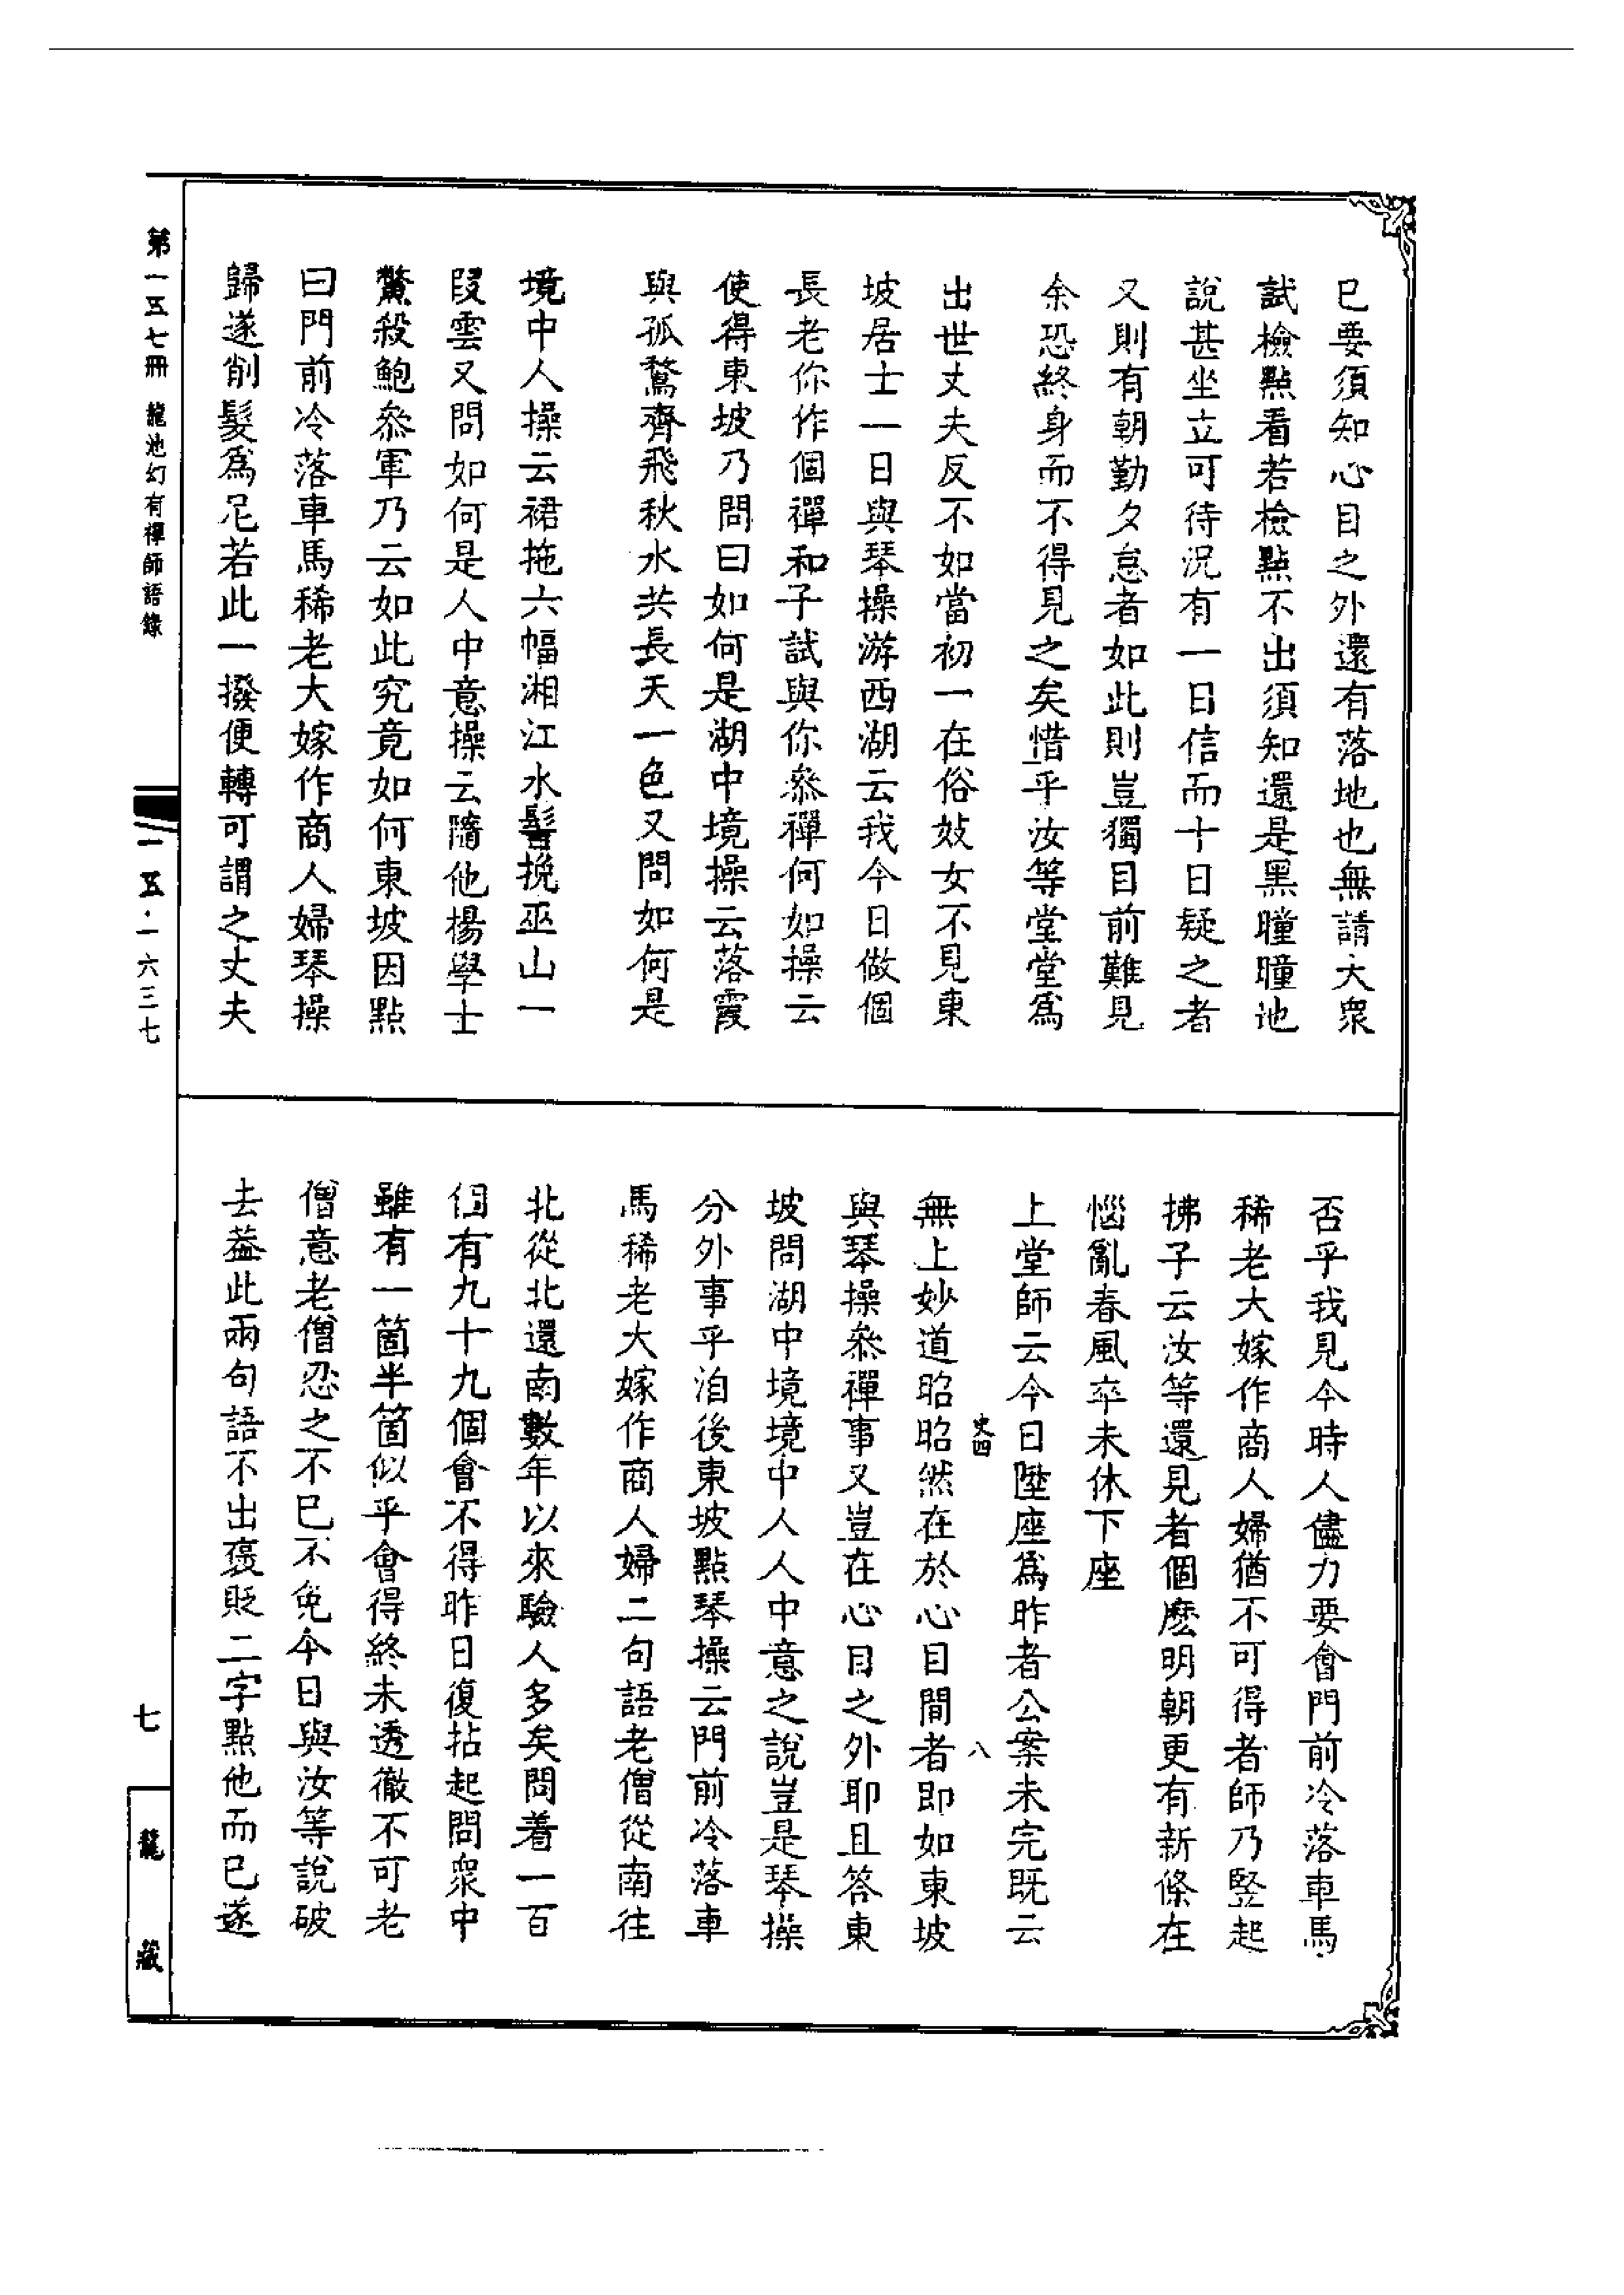 已要須知心目之外還有落地也無請大眾
試檢點看若檢點不出須知還是黑瞳瞳地
說甚坐立可待況有一日信而十日疑之者
又則有朝勤夕怠者如此則豈獨目前難見
余恐終身而不得見之矣惜乎汝等堂堂為
出世丈夫反不如當初一在俗妓女不見東
坡居士一日與琴操游西湖云我今日做個
長老你作個禪和子試與你叅禪何如操云
使得東坡乃問曰如何是湖中境操云落霞
與孤鶩齊飛秋水共長天一色又問如何是
境中人操云裙拖六幅湘江水髻挽巫山一
段雲又問如何是人中意操云隨他楊學士
鱉殺鮑叅軍乃云如此究竟如何東坡因點
曰門前冷落車馬稀老大嫁作商人婦琴操
歸遂削髮為尼若此一撥便轉可謂之丈夫
否乎我見今時人儘力要會門前冷落車馬
稀老大嫁作商人婦猶不可得者師乃竪起
拂子云汝等還見者個麽明朝更有新條在
惱亂春風卒未休下座
上堂師云今日陞座為昨者公案未完既云
史四 八
無上妙道昭昭然在於心目間者即如東坡
與琴操叅禪事又豈在心目之外耶且答東
坡問湖中境境中人人中意之說豈是琴操
分外事乎洎後東坡點琴操云門前冷落車
馬稀老大嫁作商人婦二句語老僧從南往
北從北還南數年以來驗人多矣問着一百
個有九十九個會不得昨日復拈起問眾中
雖有一箇半箇似乎會得終未透徹不可老
僧意老僧忍之不已不免今日與汝等說破
去葢此兩句語不出褒貶二字點他而已遂
第一五七冊 龍池幻有禪師語錄
一五·一六三七
七
龍藏